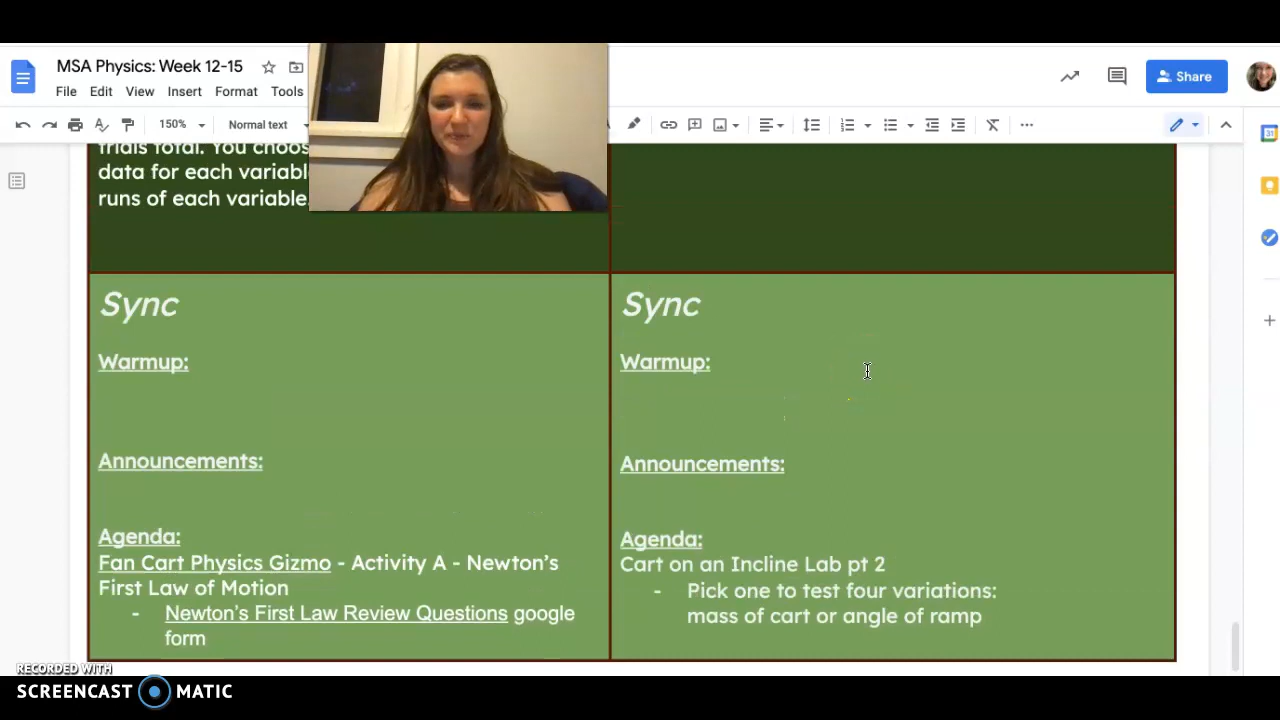 MSA Physics: Week 12-15
Share
File Edit View Insert Format Tools
150% Normal text
trials total. You choos
data for each variabl
runs of each variable
Sync
Warmup:
Announcements:
Agenda:
Fan Cart Physics Gizmo - Activity A - Newton's
First Law of Motion
- Newton's First Law Review Questions google
form
Sync
Warmup:
Announcements:
Agenda:
Cart on an Incline Lab pt 2
- Pick one to test four variations:
mass of cart or angle of ramp
RECORDED WITH
SCREENCAST MATIC
31